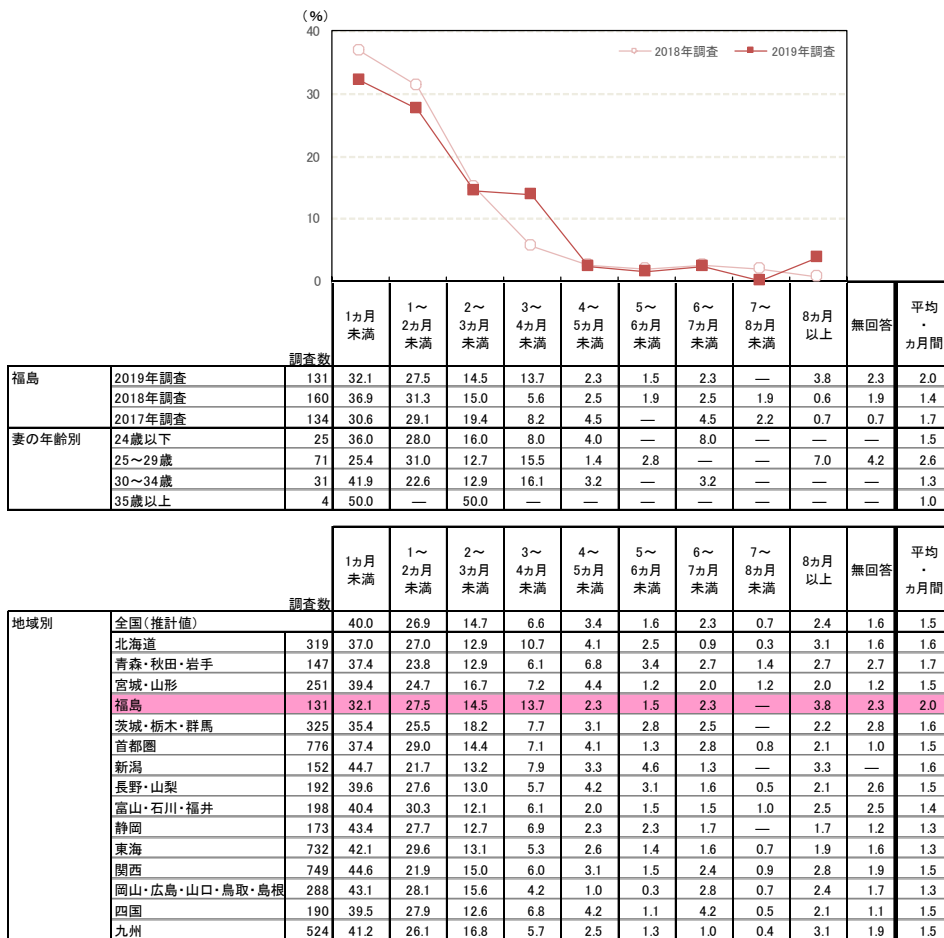 （%）
40
30
20
10
0
2018年調査 2019年調査
調査数 1ヵ月未満 1～2ヵ月未満 2～3ヵ月未満 3～4ヵ月未満 4～5ヵ月未満 5～6ヵ月未満 6～7ヵ月未満 7～8ヵ月未満 8ヵ月以上 無回答 平均・ヵ月間
福島 2019年調査 131 32.1 27.5 14.5 13.7 2.3 1.5 2.3 — 3.8 2.3 2.0
2018年調査 160 36.9 31.3 15.0 5.6 2.5 1.9 2.5 1.9 0.6 1.9 1.4
2017年調査 134 30.6 29.1 19.4 8.2 4.5 — 4.5 2.2 0.7 0.7 1.7
妻の年齢別 24歳以下 25 36.0 28.0 16.0 8.0 4.0 — 8.0 — — — 1.5
25～29歳 71 25.4 31.0 12.7 15.5 1.4 2.8 — — 7.0 4.2 2.6
30～34歳 31 41.9 22.6 12.9 16.1 3.2 — 3.2 — — — 1.3
35歳以上 4 50.0 — 50.0 — — — — — — — 1.0
調査数 1ヵ月未満 1～2ヵ月未満 2～3ヵ月未満 3～4ヵ月未満 4～5ヵ月未満 5～6ヵ月未満 6～7ヵ月未満 7～8ヵ月未満 8ヵ月以上 無回答 平均・ヵ月間
地域別 全国（推計値） 40.0 26.9 14.7 6.6 3.4 1.6 2.3 0.7 2.4 1.6 1.5
北海道 319 37.0 27.0 12.9 10.7 4.1 2.5 0.9 0.3 3.1 1.6 1.6
青森・秋田・岩手 147 37.4 23.8 12.9 6.1 6.8 3.4 2.7 1.4 2.7 2.7 1.7
宮城・山形 251 39.4 24.7 16.7 7.2 4.4 1.2 2.0 1.2 2.0 1.2 1.5
福島 131 32.1 27.5 14.5 13.7 2.3 1.5 2.3 — 3.8 2.3 2.0
茨城・栃木・群馬 325 35.4 25.5 18.2 7.7 3.1 2.8 2.5 — 2.2 2.8 1.6
首都圏 776 37.4 29.0 14.4 7.1 4.1 1.3 2.8 0.8 2.1 1.0 1.5
新潟 152 44.7 21.7 13.2 7.9 3.3 4.6 1.3 — 3.3 — 1.6
長野・山梨 192 39.6 27.6 13.0 5.7 4.2 3.1 1.6 0.5 2.1 2.6 1.5
富山・石川・福井 198 40.4 30.3 12.1 6.1 2.0 1.5 1.5 1.0 2.5 2.5 1.4
静岡 173 43.4 27.7 12.7 6.9 2.3 2.3 1.7 — 1.7 1.2 1.3
東海 732 42.1 29.6 13.1 5.3 2.6 1.4 1.6 0.7 1.9 1.6 1.3
関西 749 44.6 21.9 15.0 6.0 3.1 1.5 2.4 0.9 2.8 1.9 1.5
岡山・広島・山口・鳥取・島根 288 43.1 28.1 15.6 4.2 1.0 0.3 2.8 0.7 2.4 1.7 1.3
四国 190 39.5 27.9 12.6 6.8 4.2 1.1 4.2 0.5 2.1 1.1 1.5
九州 524 41.2 26.1 16.8 5.7 2.5 1.3 1.0 0.4 3.1 1.9 1.5